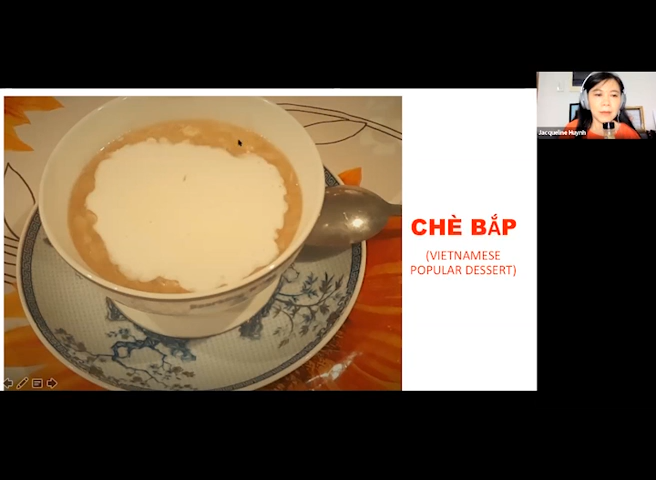 Jacqueline Huynh
CHÈ BẮP
(VIETNAMESE
POPULAR DESSERT)